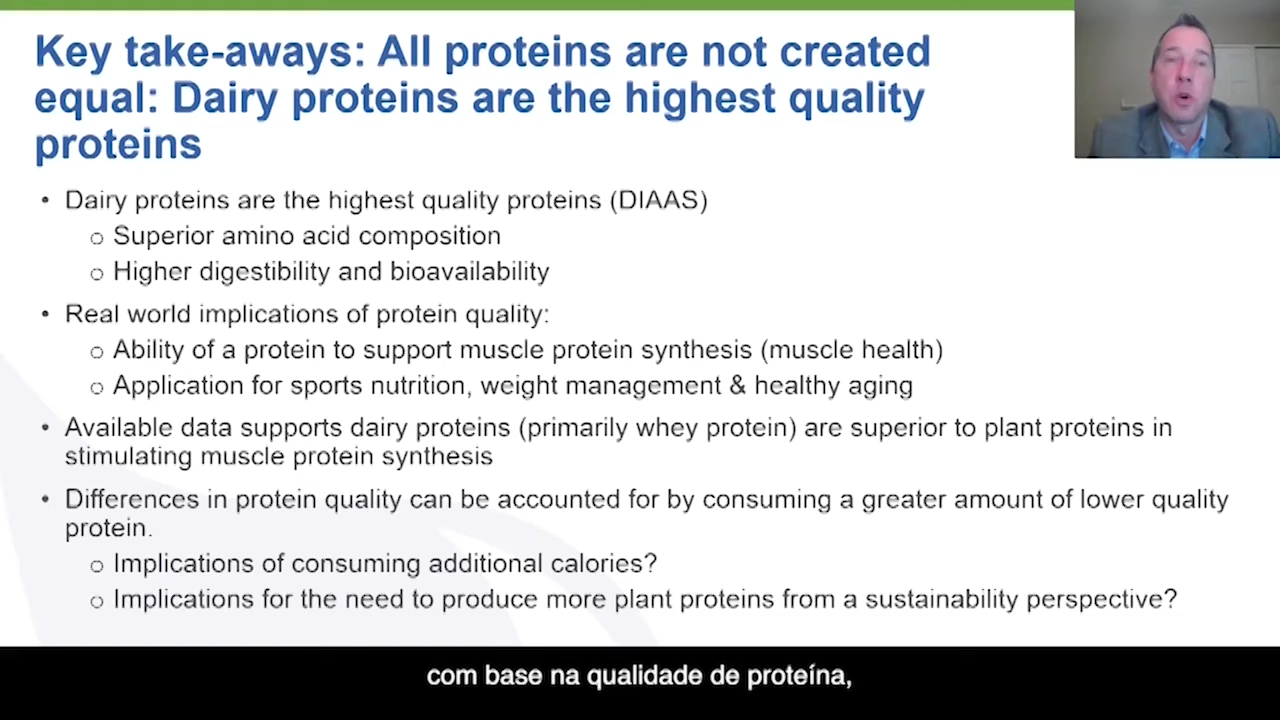 Key take-aways: All proteins are not created
equal: Dairy proteins are the highest quality
proteins
• Dairy proteins are the highest quality proteins (DIAAS)
o Superior amino acid composition
o Higher digestibility and bioavailability
• Real world implications of protein quality:
o Ability of a protein to support muscle protein synthesis (muscle health)
o Application for sports nutrition, weight management & healthy aging
• Available data supports dairy proteins (primarily whey protein) are superior to plant proteins in
stimulating muscle protein synthesis
• Differences in protein quality can be accounted for by consuming a greater amount of lower quality
protein.
o Implications of consuming additional calories?
o Implications for the need to produce more plant proteins from a sustainability perspective?
com base na qualidade de proteína,